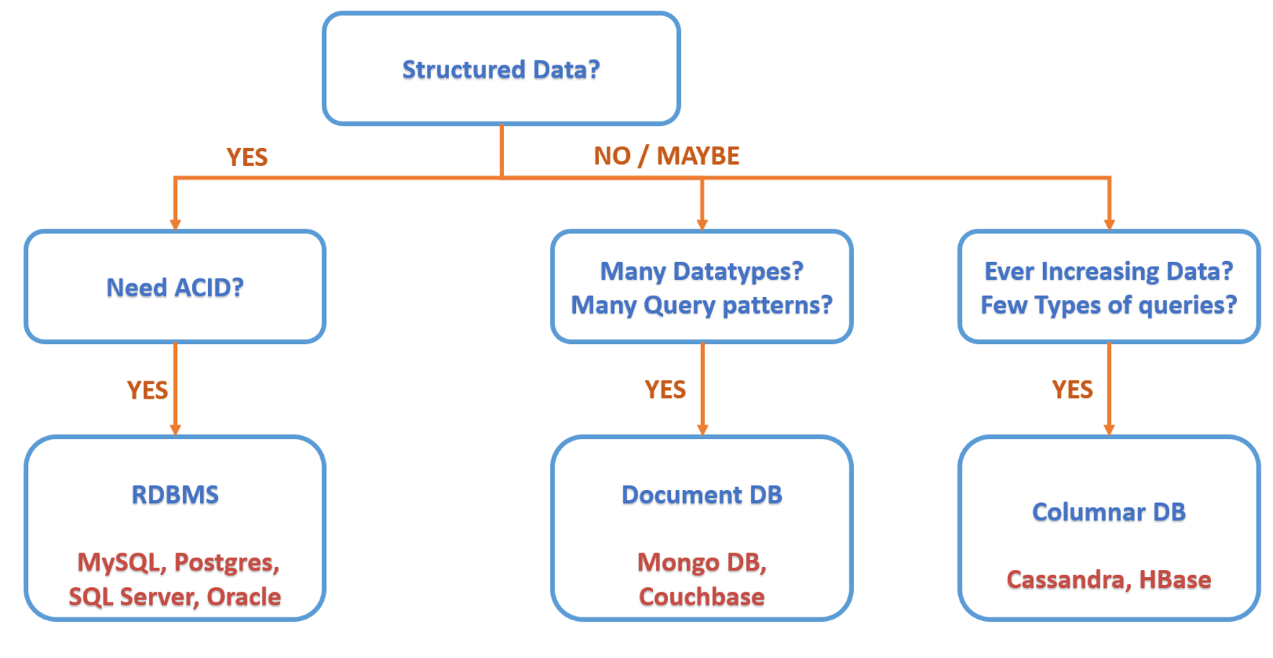 Structured Data?
YES
NO / MAYBE
Need ACID?
Many Datatypes?
Many Query patterns?
Ever Increasing Data?
Few Types of queries?
YES
YES
YES
RDBMS
MySQL, Postgres,
SQL Server, Oracle
Document DB
Mongo DB,
Couchbase
Columnar DB
Cassandra, HBase